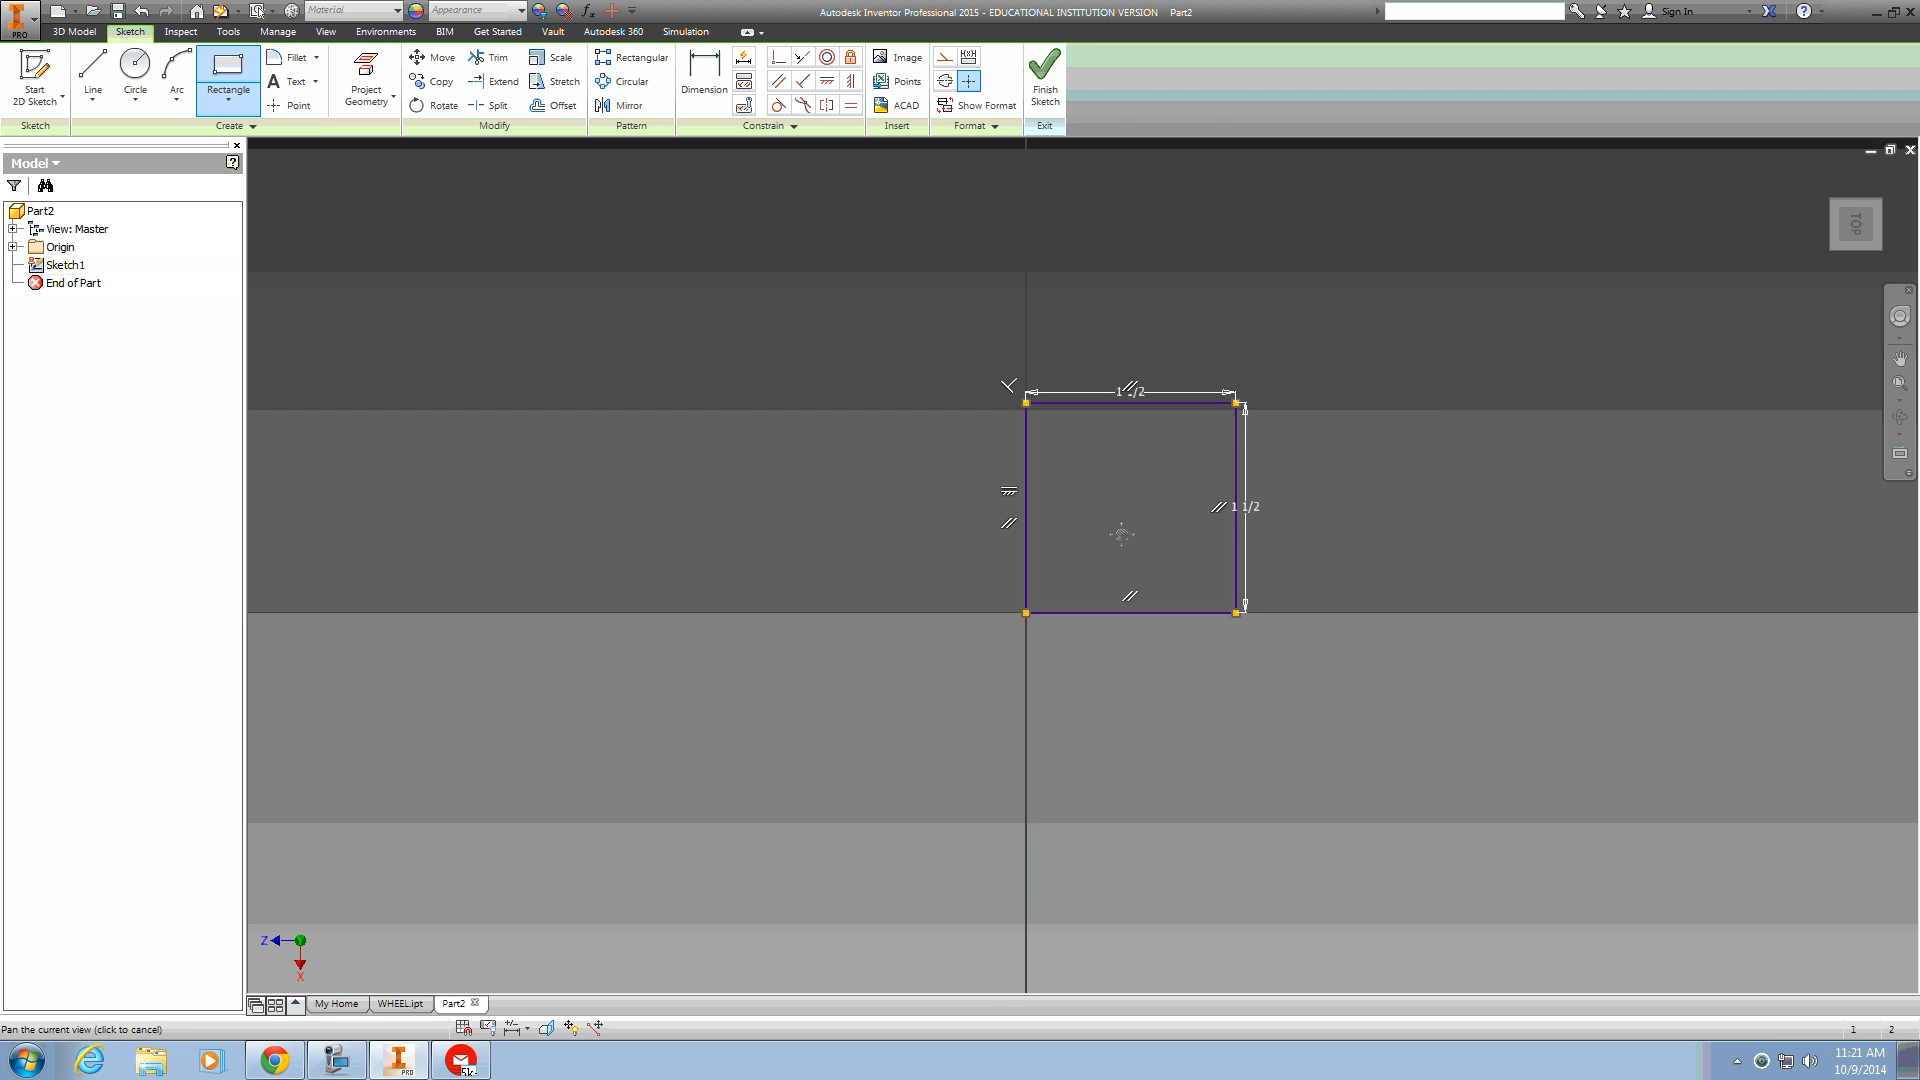 Material
Appearance
Autodesk Inventor Professional 2015 - EDUCATIONAL INSTITUTION VERSION Part2
Sign In
PRO
3D Model Sketch Inspect Tools Manage View Environments BIM Get Started Vault Autodesk 360 Simulation
Start
2D Sketch
Line Circle Arc Rectangle
Fillet
Text
Point
Project
Geometry
Move Trim Scale
Copy Extend Stretch
Rotate Split Offset
Rectangular
Circular
Mirror
Dimension
Image
Points
ACAD
Show Format
Finish
Sketch
Sketch Create Modify Pattern Constrain Insert Format Exit
Model
Part2
View: Master
Origin
Sketch1
End of Part
TOP
1 1/2
1 1/2
Z
X
My Home WHEEL.ipt Part2
Pan the current view (click to cancel)
1 2
PRO
5k
11:21 AM
10/9/2014